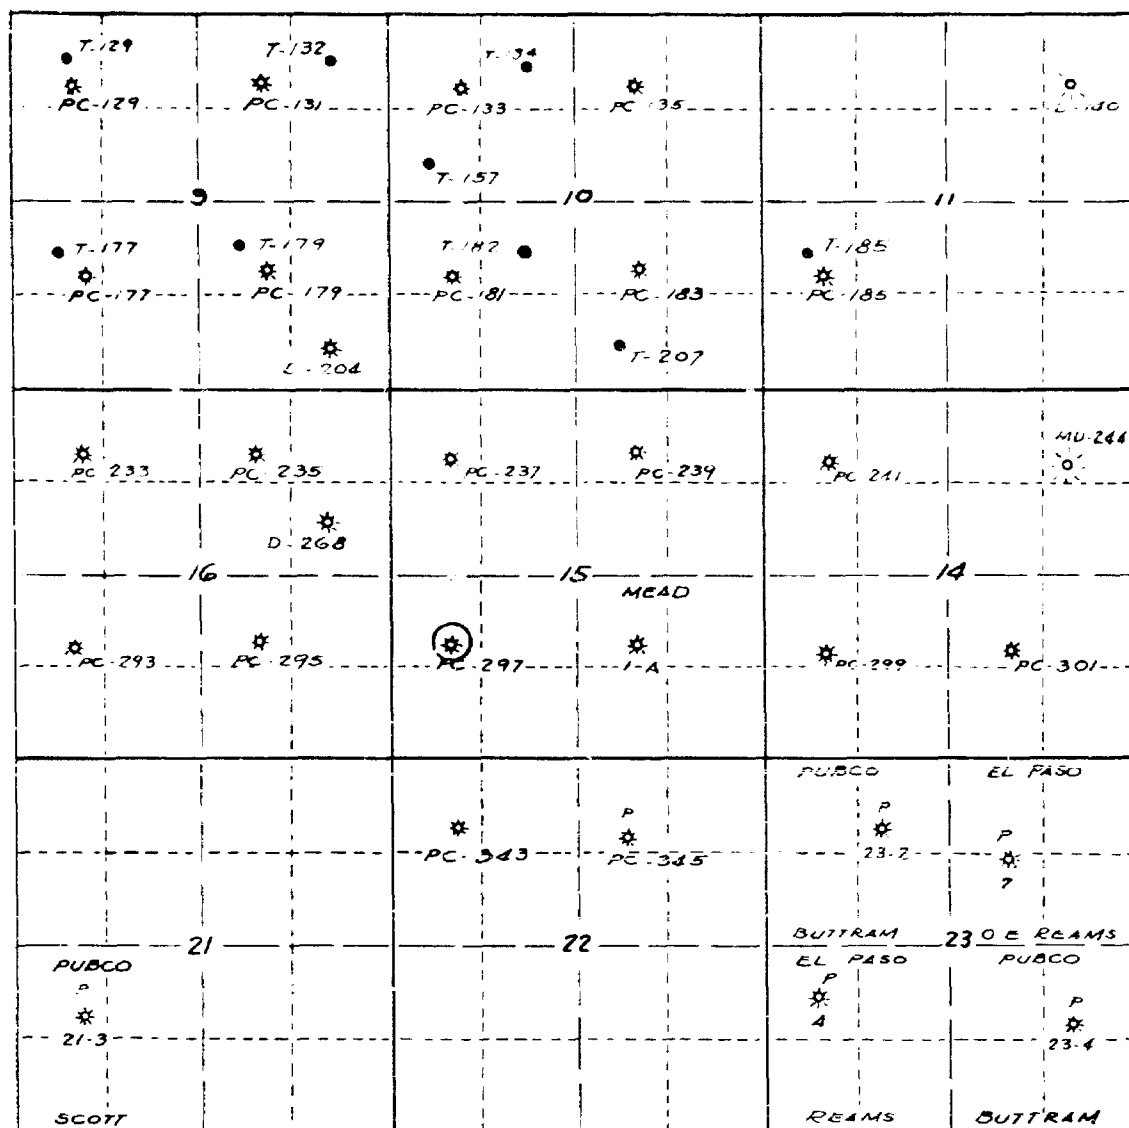 T-129
T-132
T-134
PC-129
PC-131
PC-133
PC-135
T-157
9
10
11
T-177
T-179
T-182
T-185
PC-177
PC-179
PC-181
PC-183
PC-185
204
T-207
MU-244
PC 233
PC-235
PC-237
PC-239
PC-241
D-268
16
15
14
MEAD
PC-293
PC-295
PC-297
1-A
PC-299
PC-301
PUBCO
EL PASO
P
P
P
PC-343
PC-345
23-2
7
21
22
BUTTRAM
23
O E REAMS
PUBCO
EL PASO
PUBCO
P
P
21-3
4
23-4
SCOTT
REAMS
BUTTRAM